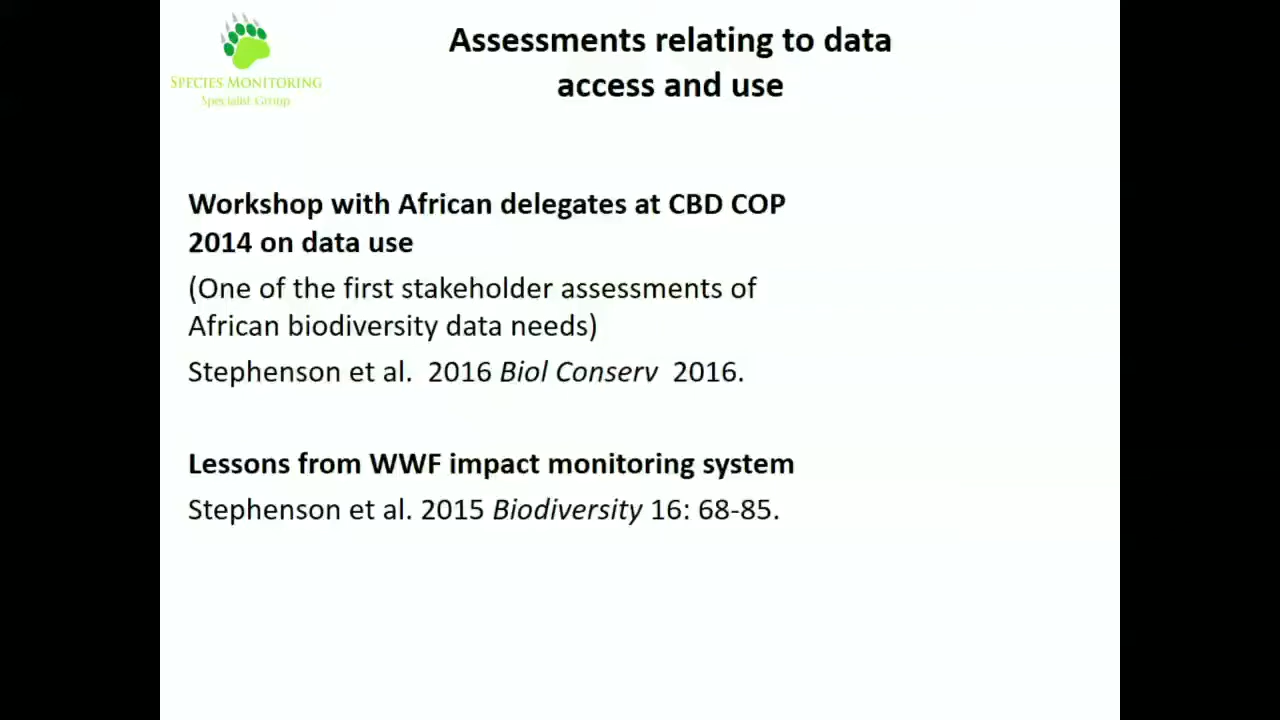 SPECIES MONITORING
Specialist Group
Assessments relating to data
access and use
Workshop with African delegates at CBD COP
2014 on data use
(One of the first stakeholder assessments of
African biodiversity data needs)
Stephenson et al.  2016 Biol Conserv  2016.
Lessons from WWF impact monitoring system
Stephenson et al. 2015 Biodiversity 16: 68-85.